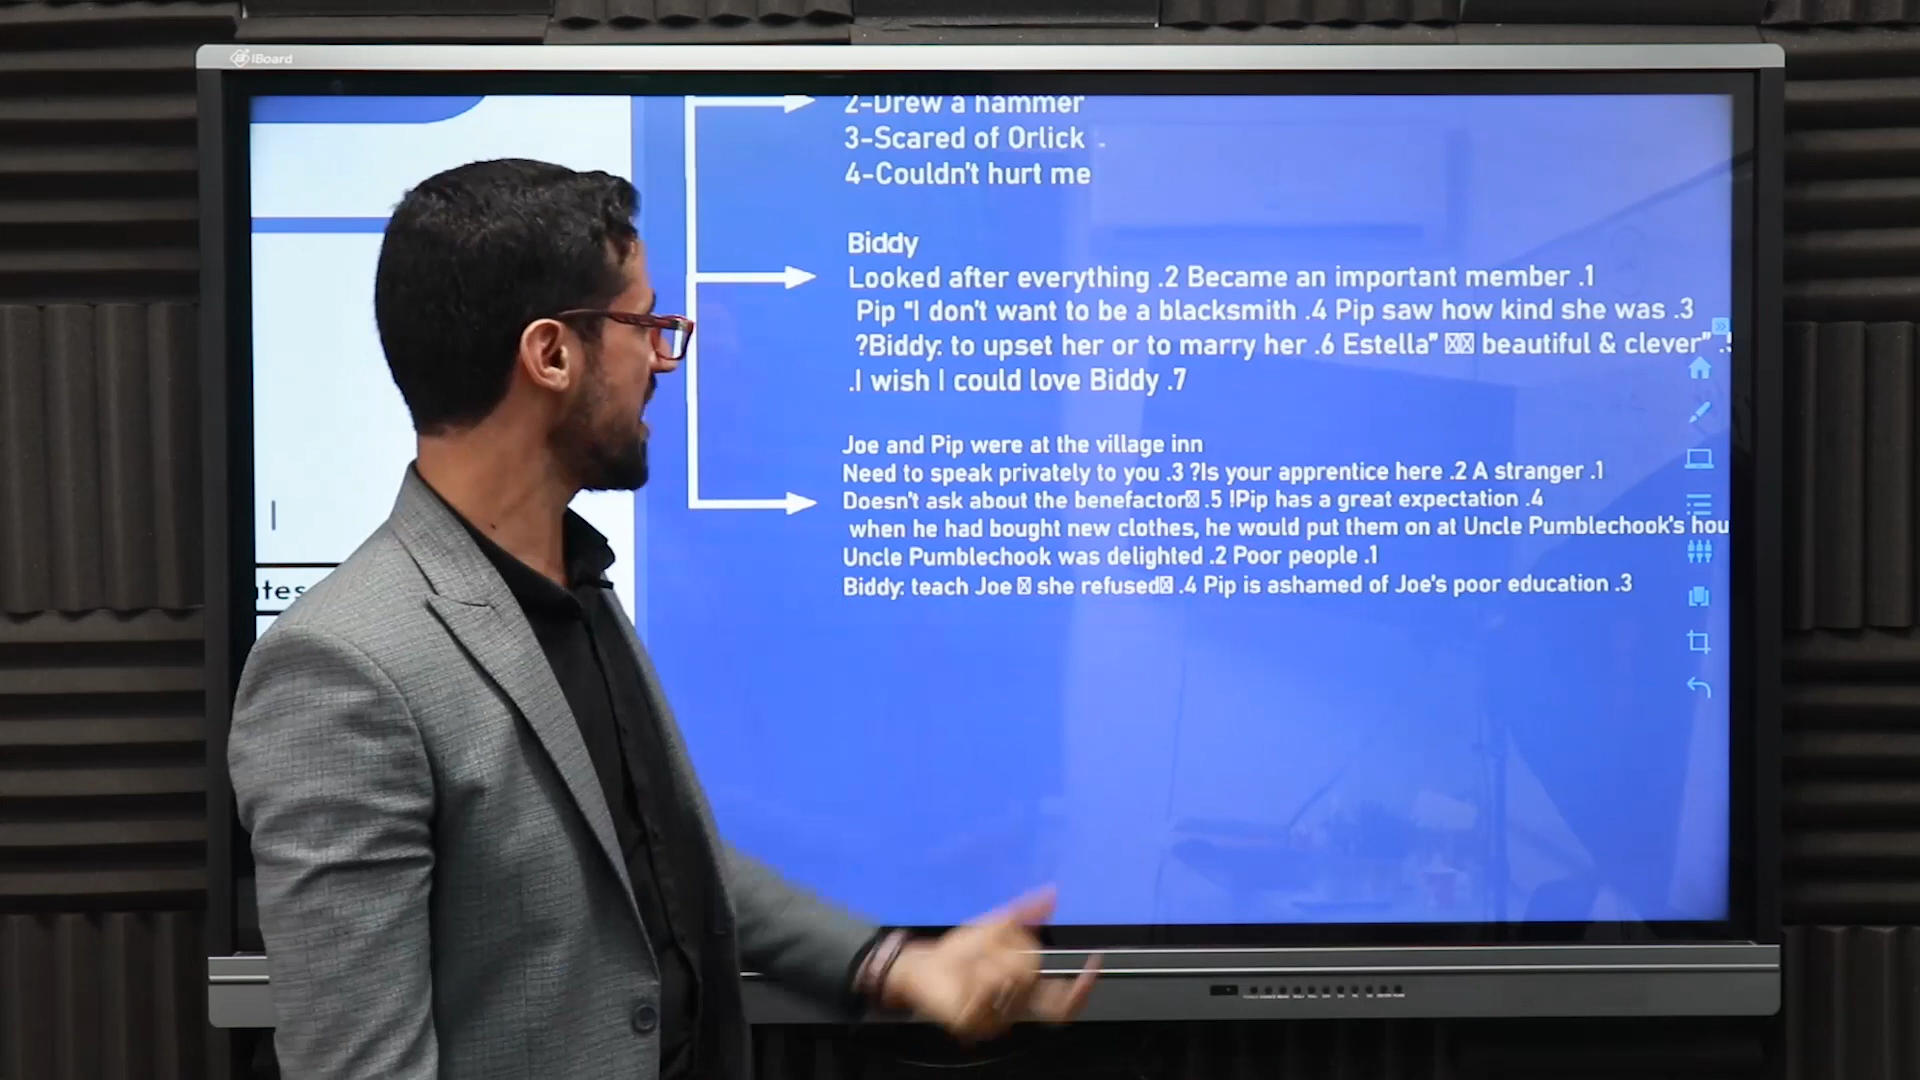 iBoard
2-Drew a hammer
3-Scared of Orlick .
4-Couldn't hurt me
Biddy
Looked after everything .2 Became an important member .1
Pip “I don't want to be a blacksmith .4 Pip saw how kind she was .3
?Biddy: to upset her or to marry her .6 Estella” beautiful & clever”
.I wish I could love Biddy .7
Joe and Pip were at the village inn
Need to speak privately to you .3 ?Is your apprentice here .2 A stranger .1
Doesn't ask about the benefactor .5 !Pip has a great expectation .4
when he had bought new clothes, he would put them on at Uncle Pumblechook's hou
Uncle Pumblechook was delighted .2 Poor people .1
Biddy: teach Joe she refused .4 Pip is ashamed of Joe's poor education .3